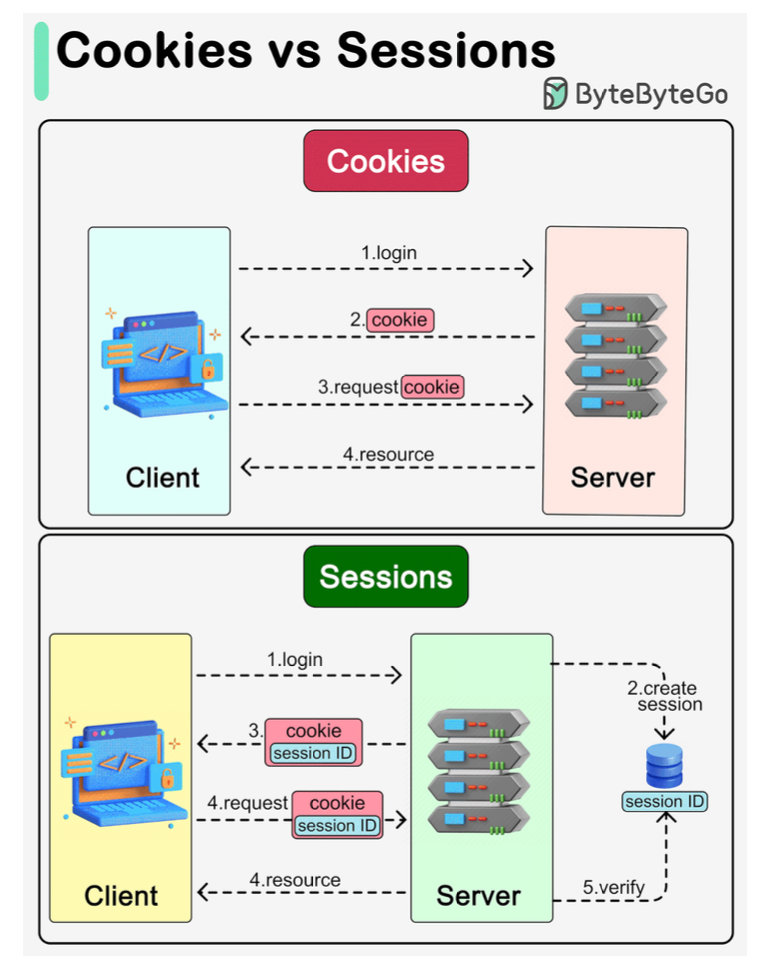 Cookies vs Sessions
ByteByteGo
Cookies
1.login
2.cookie
3.request cookie
4.resource
Client
Server
Sessions
1.login
2.create
session
3.cookie
session ID
4.request cookie
session ID
session ID
4.resource
5.verify
Client
Server